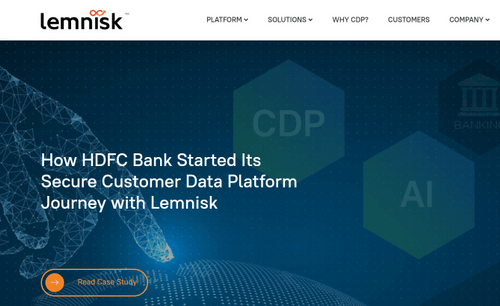 lemnisk™
PLATFORM SOLUTIONS WHY CDP? CUSTOMERS COMPANY
CDP
BANKING
AI
How HDFC Bank Started Its
Secure Customer Data Platform
Journey with Lemnisk
Read Case Study